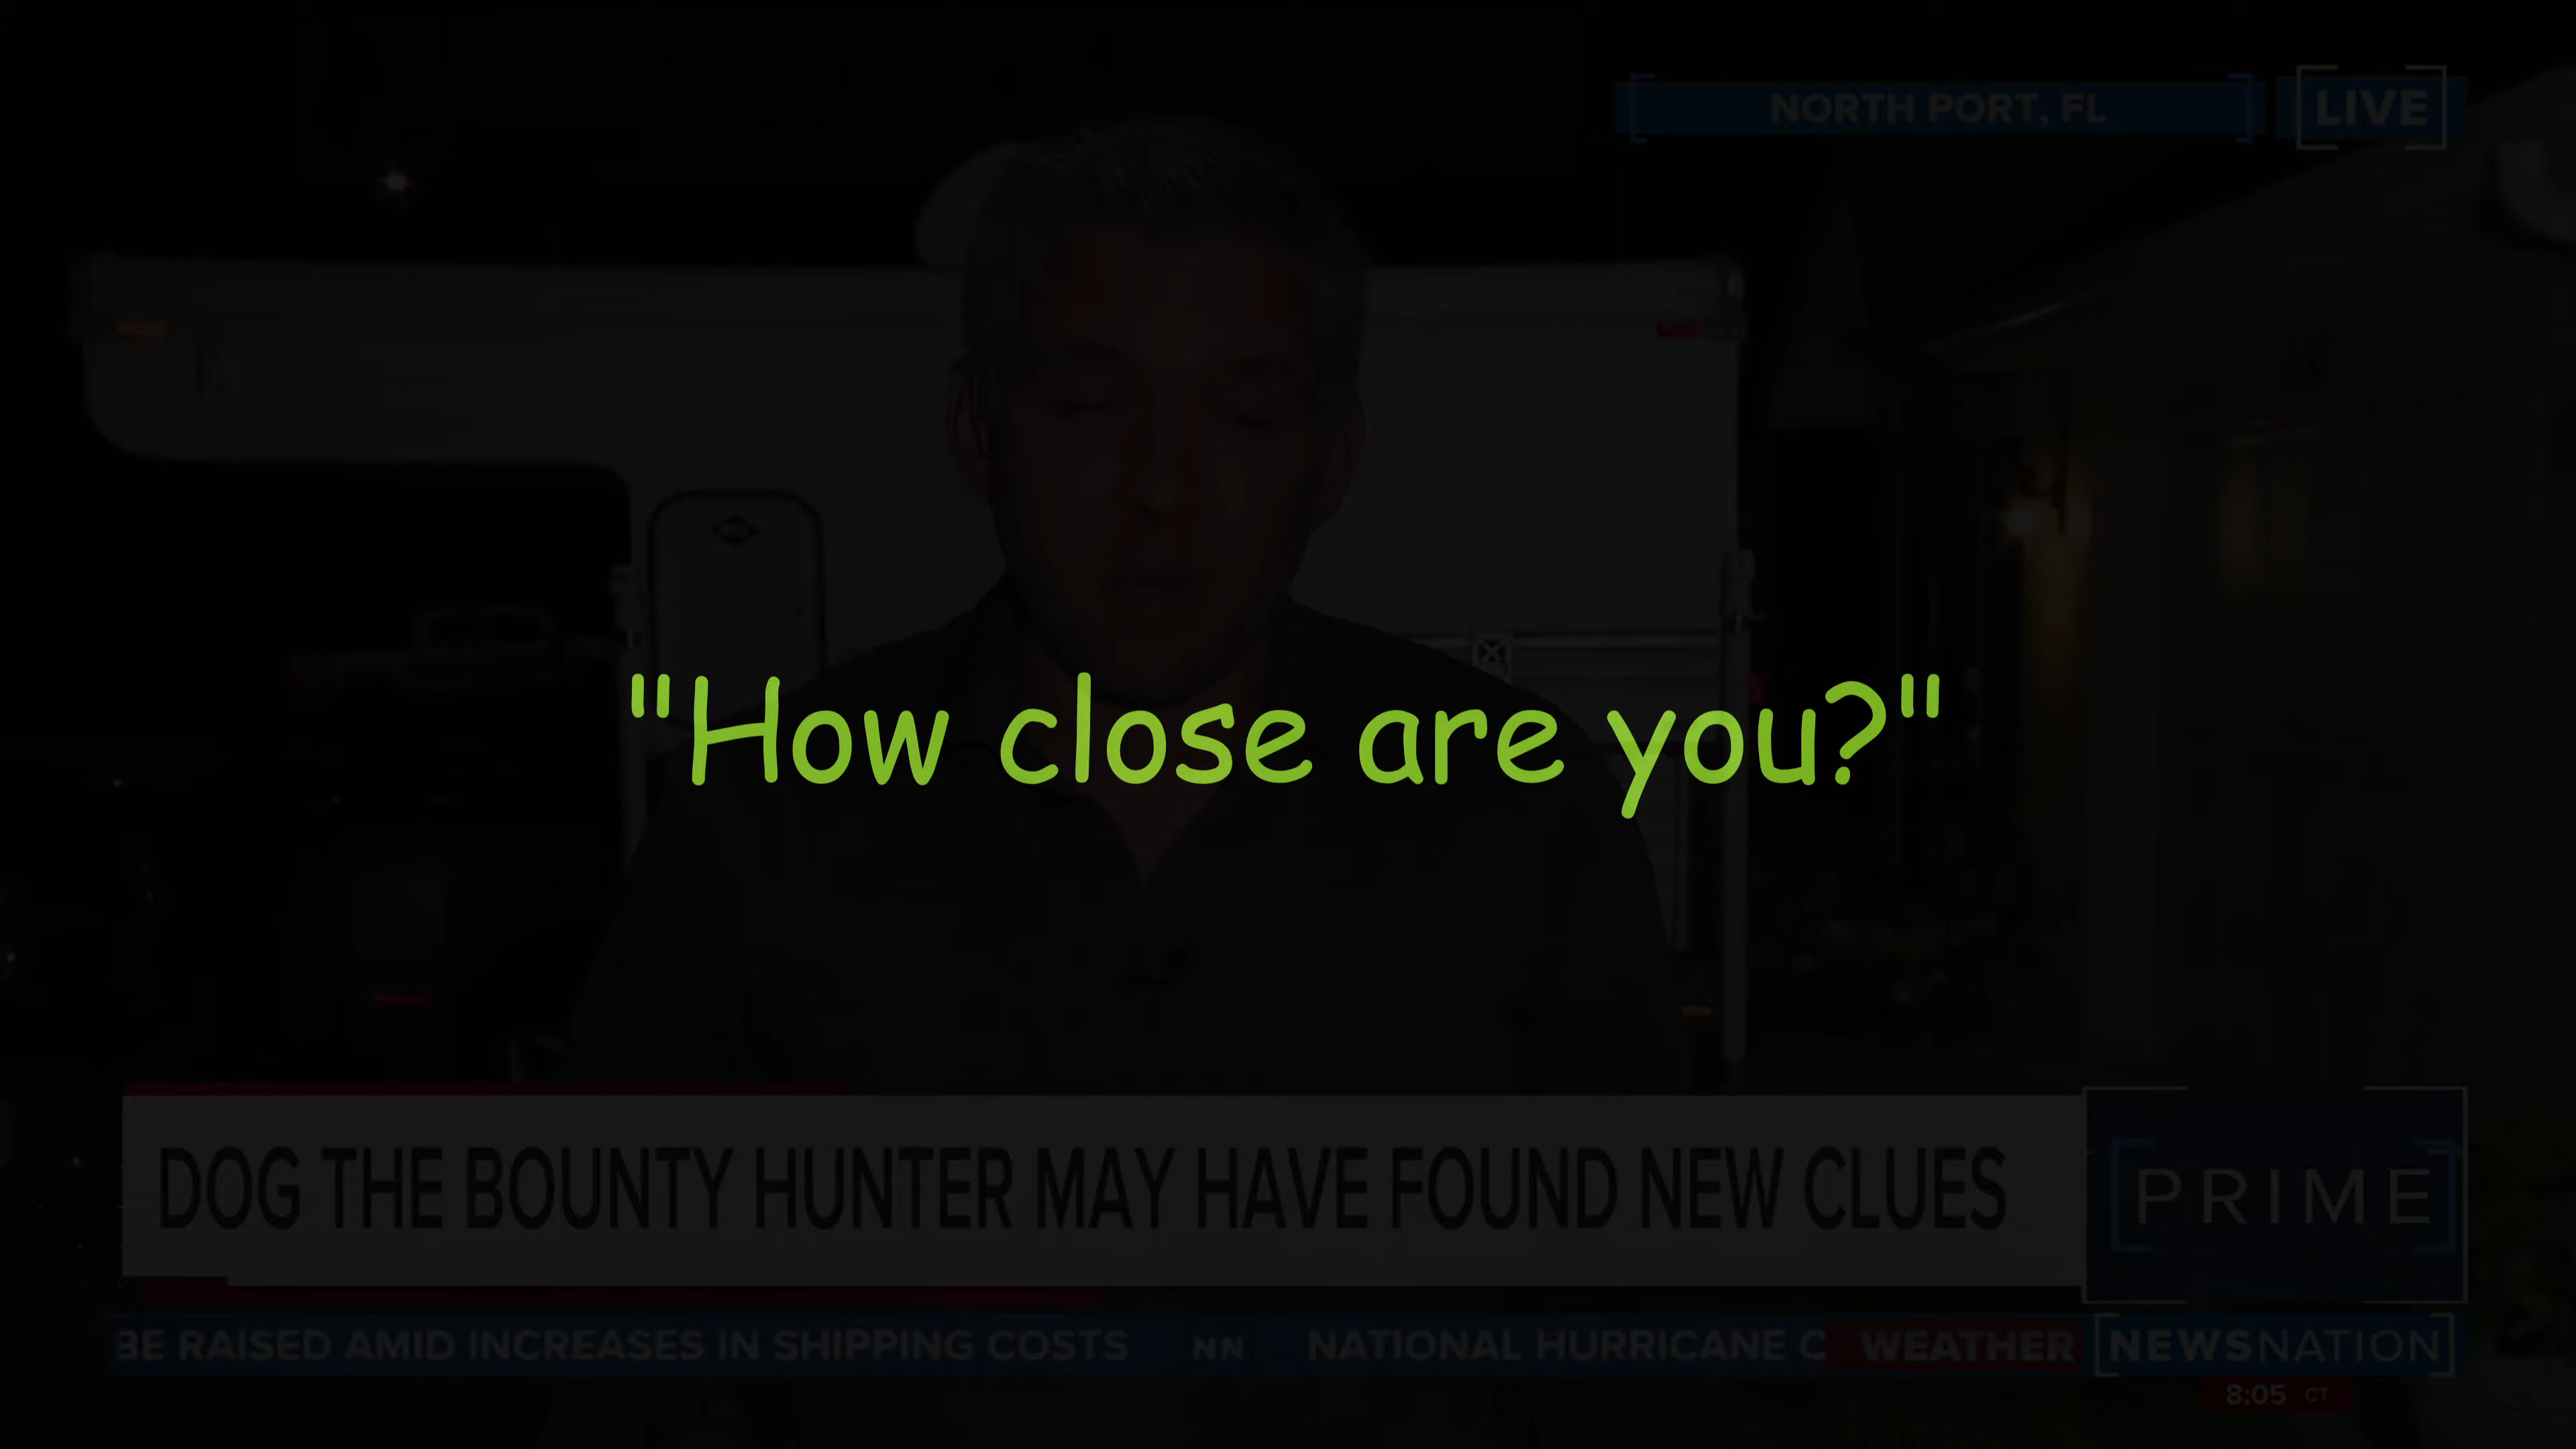 NORTH PORT, FL
LIVE
"How close are you?"
DOG THE BOUNTY HUNTER MAY HAVE FOUND NEW CLUES
PRIME
BE RAISED AMID INCREASES IN SHIPPING COSTS NN NATIONAL HURRICANE C WEATHER NEWSNATION
8:05 CT